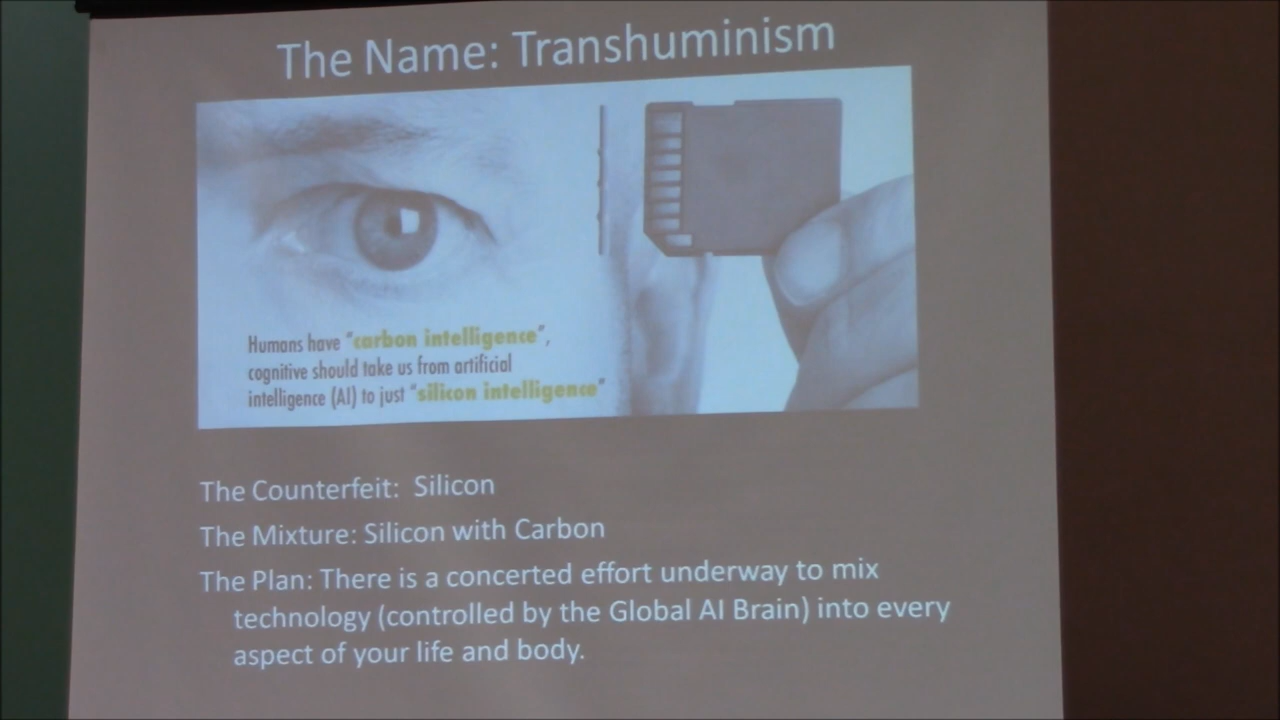 The Name: Transhuminism
Humans have "carbon intelligence",
cognitive should take us from artificial
intelligence (AI) to just "silicon intelligence"
The Counterfeit: Silicon
The Mixture: Silicon with Carbon
The Plan: There is a concerted effort underway to mix
technology (controlled by the Global AI Brain) into every
aspect of your life and body.